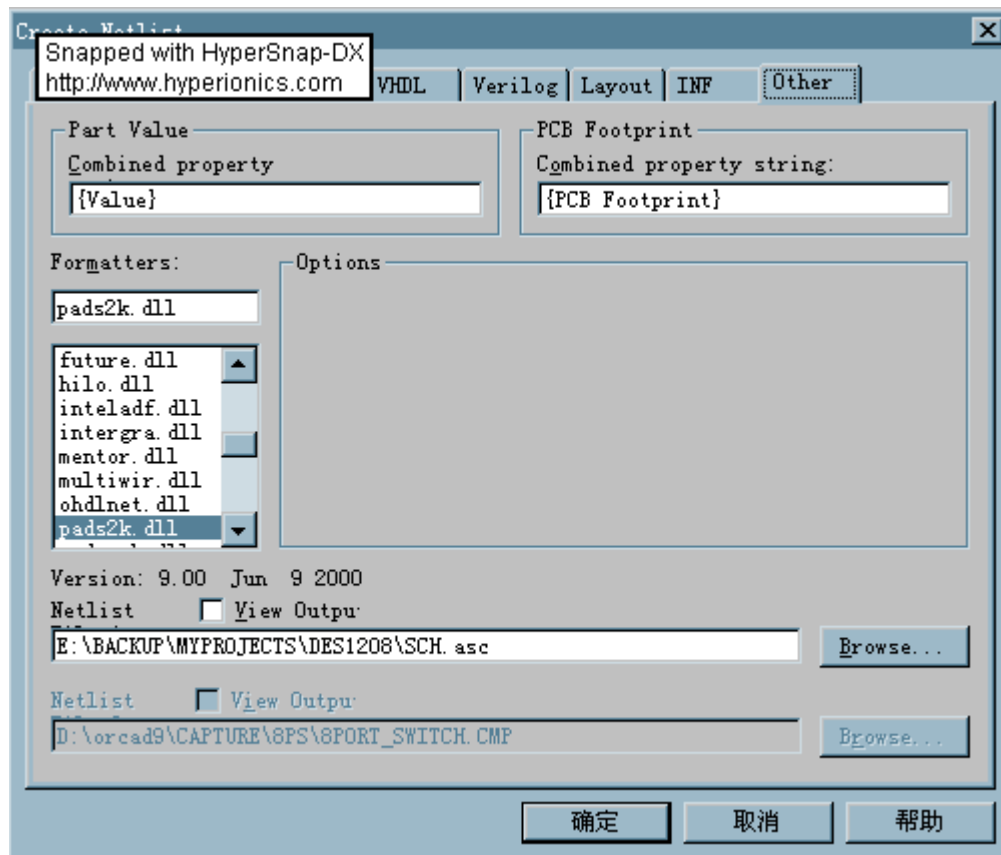 Create Netlist
Snapped with HyperSnap-DX
http://www.hyperionics.com
VHDL Verilog Layout INF Other
Part Value
PCB Footprint
Combined property
Combined property string:
{Value}
{PCB Footprint}
Formatters:
Options
pads2k.dll
future.dll
hilo.dll
inteladf.dll
intergra.dll
mentor.dll
multiwir.dll
ohdlnet.dll
pads2k.dll
Version: 9.00 Jun 9 2000
Netlist View Outpu
E:\BACKUP\MYPROJECTS\DES1208\SCH.asc
Browse...
Netlist View Outpu
D:\orcad9\CAPTURE\8PS\8PORT_SWITCH.CMP
Browse...
确定 取消 帮助